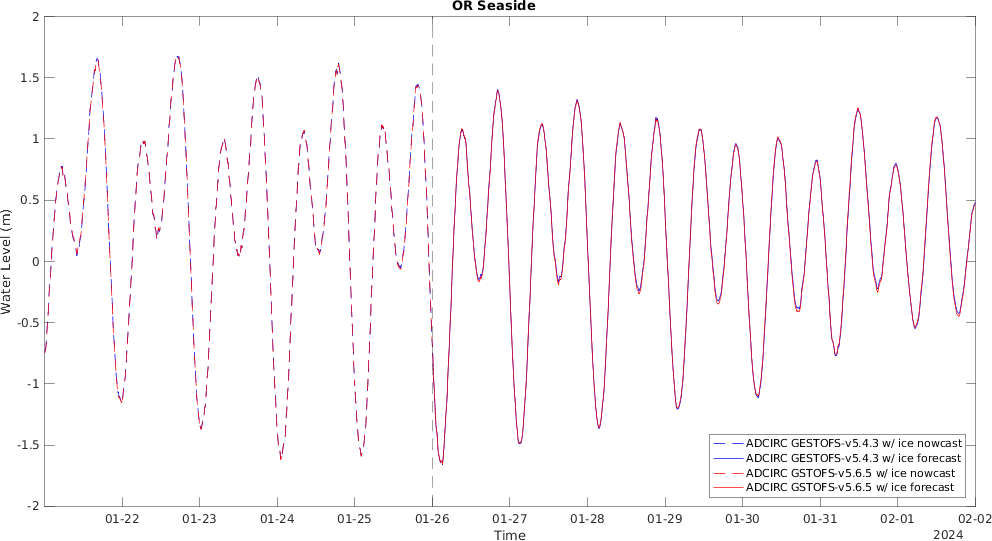 OR Seaside
Water Level (m)
2
1.5
1
0.5
0
-0.5
-1
-1.5
-2
ADCIRC GESTOFS-v5.4.3 w/ ice nowcast
ADCIRC GESTOFS-v5.4.3 w/ ice forecast
ADCIRC GSTOFS-v5.6.5 w/ ice nowcast
ADCIRC GSTOFS-v5.6.5 w/ ice forecast
01-22 01-23 01-24 01-25 01-26 01-27 01-28 01-29 01-30 01-31 02-01 02-02
Time
2024